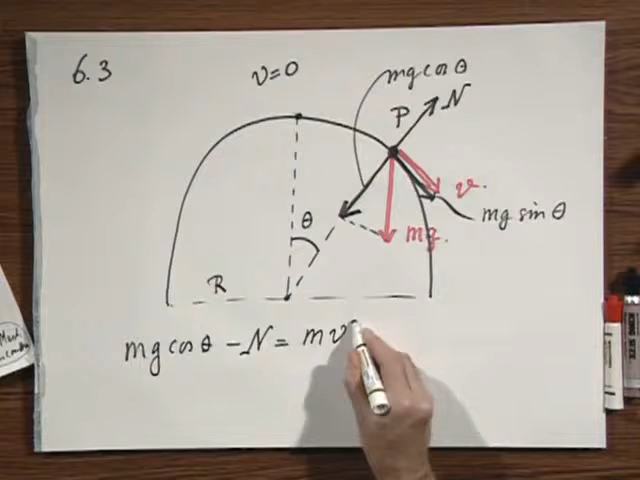 6.3
v=0
mg cos θ
P
N
v.
mg sin θ
θ
mg.
R
mg cos θ - N = mv